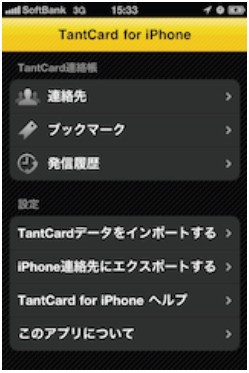 SoftBank 3G 15:33
TantCard for iPhone
TantCard連絡帳
連絡先
ブックマーク
発信履歴
設定
TantCardデータをインポートする
iPhone連絡先にエクスポートする
TantCard for iPhone ヘルプ
このアプリについて